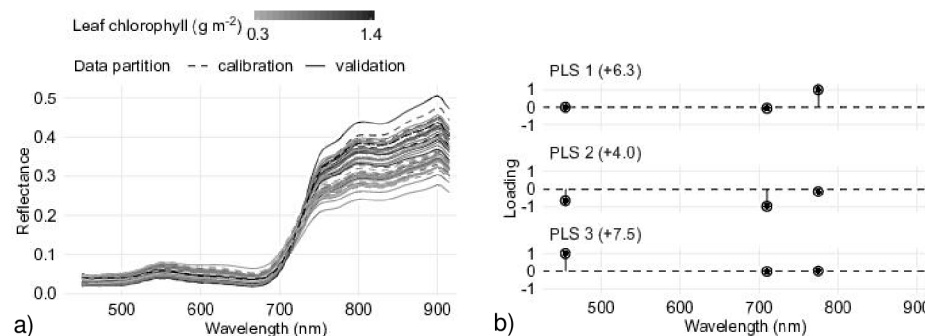 Leaf chlorophyll (g m-2)
0.3 1.4
Data partition calibration validation
0.5
0.4
0.3
0.2
0.1
0.0
Reflectance
500 600 700 800 900
Wavelength (nm)
a)
PLS 1 (+6.3)
1
0
-1
PLS 2 (+4.0)
1
0
-1
PLS 3 (+7.5)
1
0
-1
Loading
500 600 700 800 900
Wavelength (nm)
b)